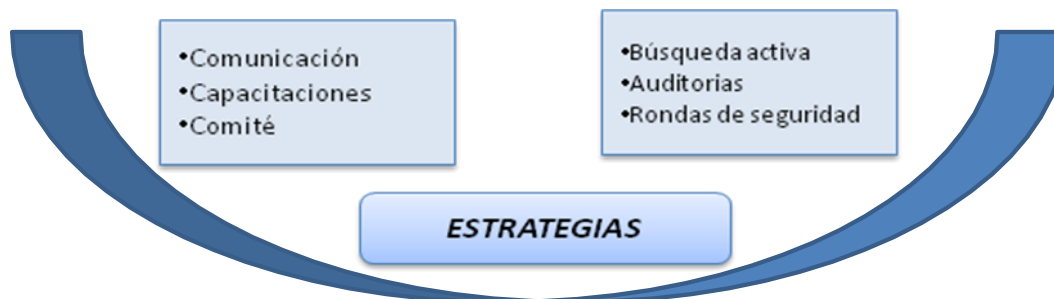 •Comunicación
•Capacitaciones
•Comité
•Búsqueda activa
•Auditorias
•Rondas de seguridad
ESTRATEGIAS